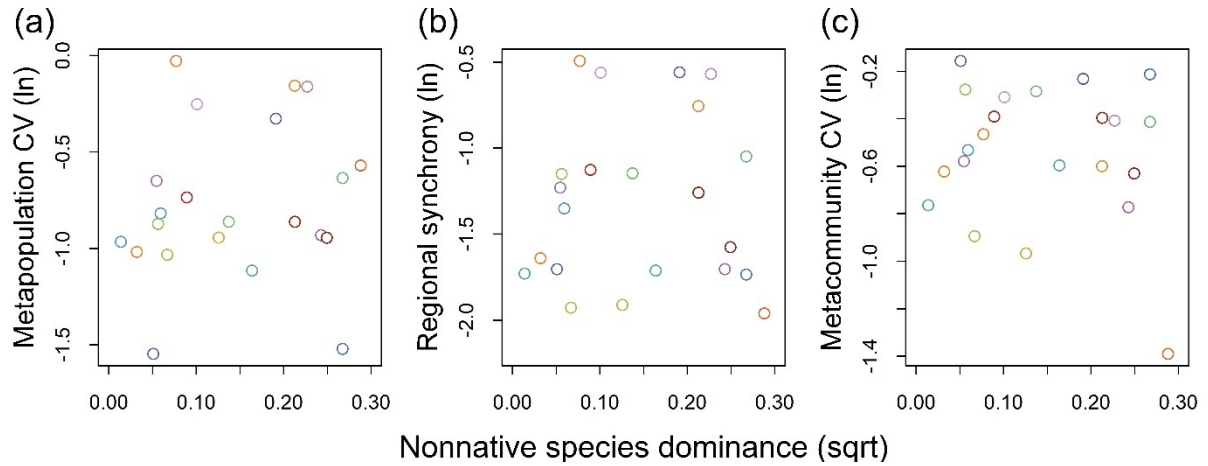 (a)
Metapopulation CV (ln)
0.0
-0.5
-1.0
-1.5
0.00 0.10 0.20 0.30
(b)
Regional synchrony (ln)
-0.5
-1.0
-1.5
-2.0
0.00 0.10 0.20 0.30
(c)
Metacommunity CV (ln)
-0.2
-0.6
-1.0
-1.4
0.00 0.10 0.20 0.30
Nonnative species dominance (sqrt)